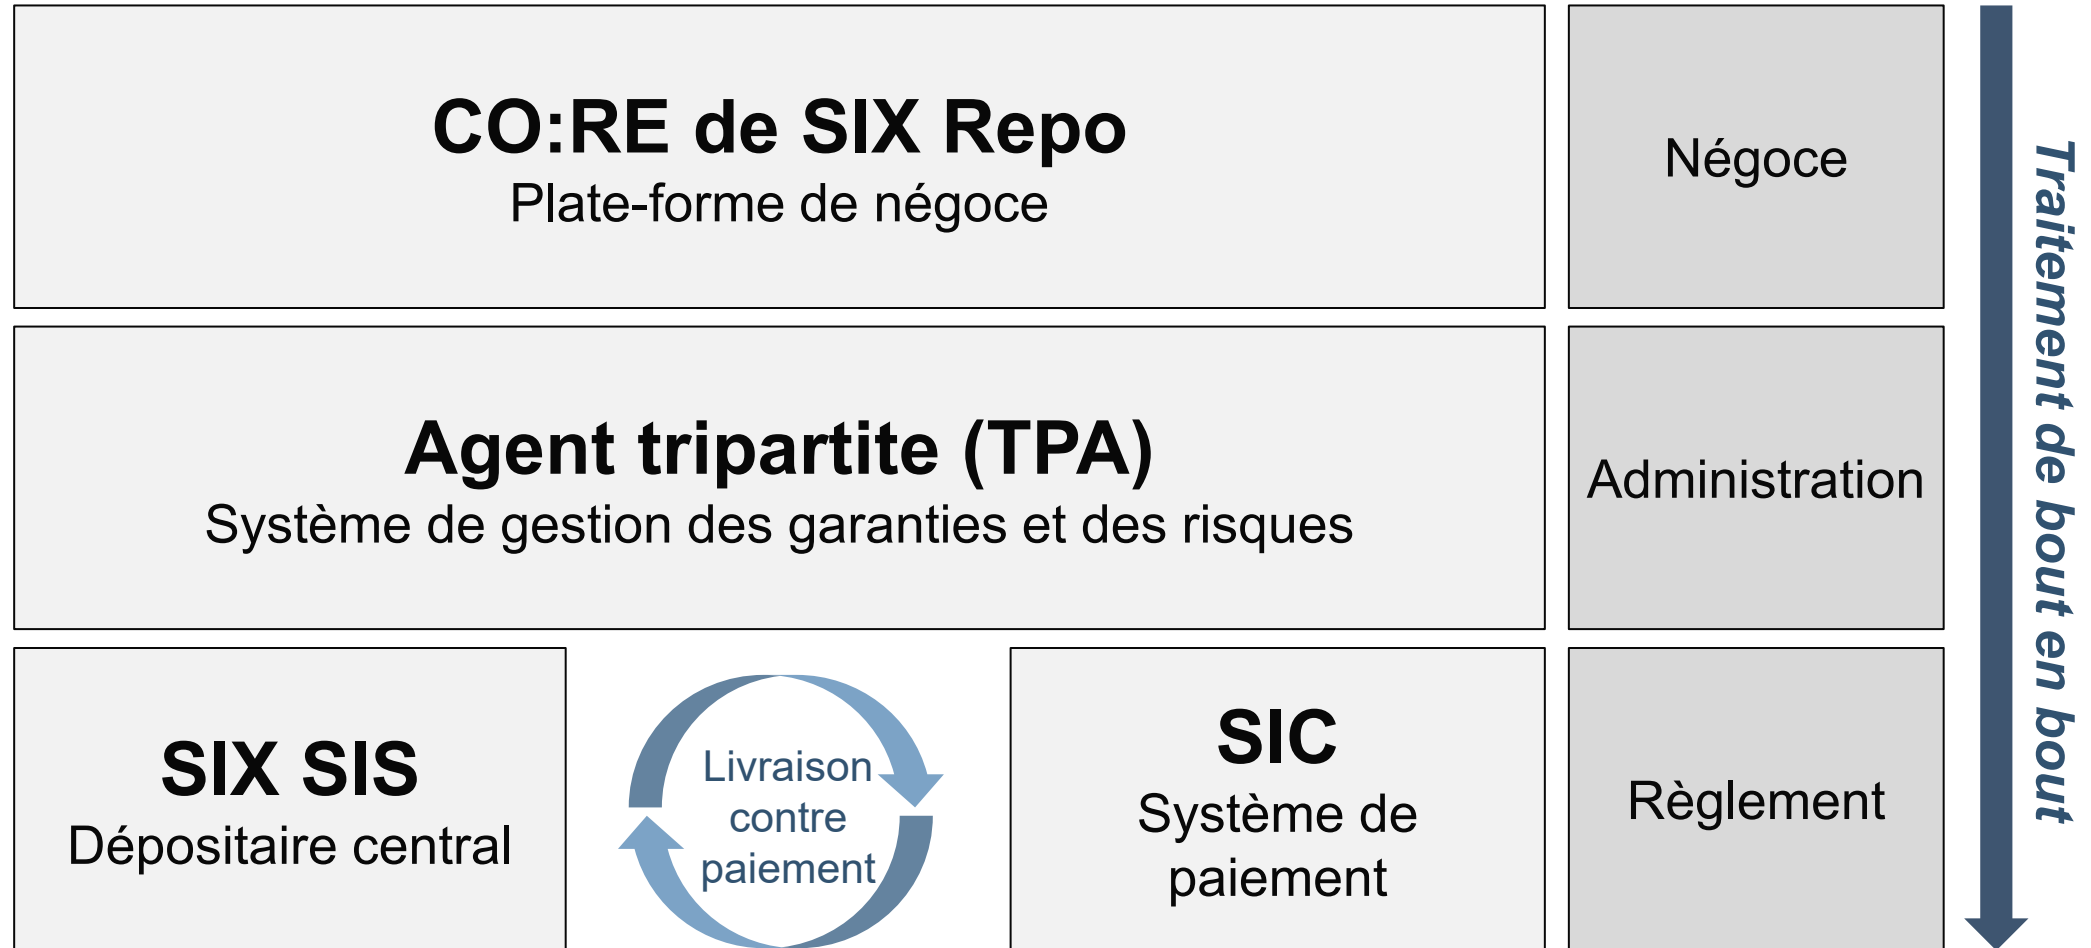 CO:RE de SIX Repo
Plate-forme de négoce
Négoce
Agent tripartite (TPA)
Système de gestion des garanties et des risques
Administration
SIX SIS
Dépositaire central
Livraison
contre
paiement
SIC
Système de
paiement
Règlement
Traitement de bout en bout